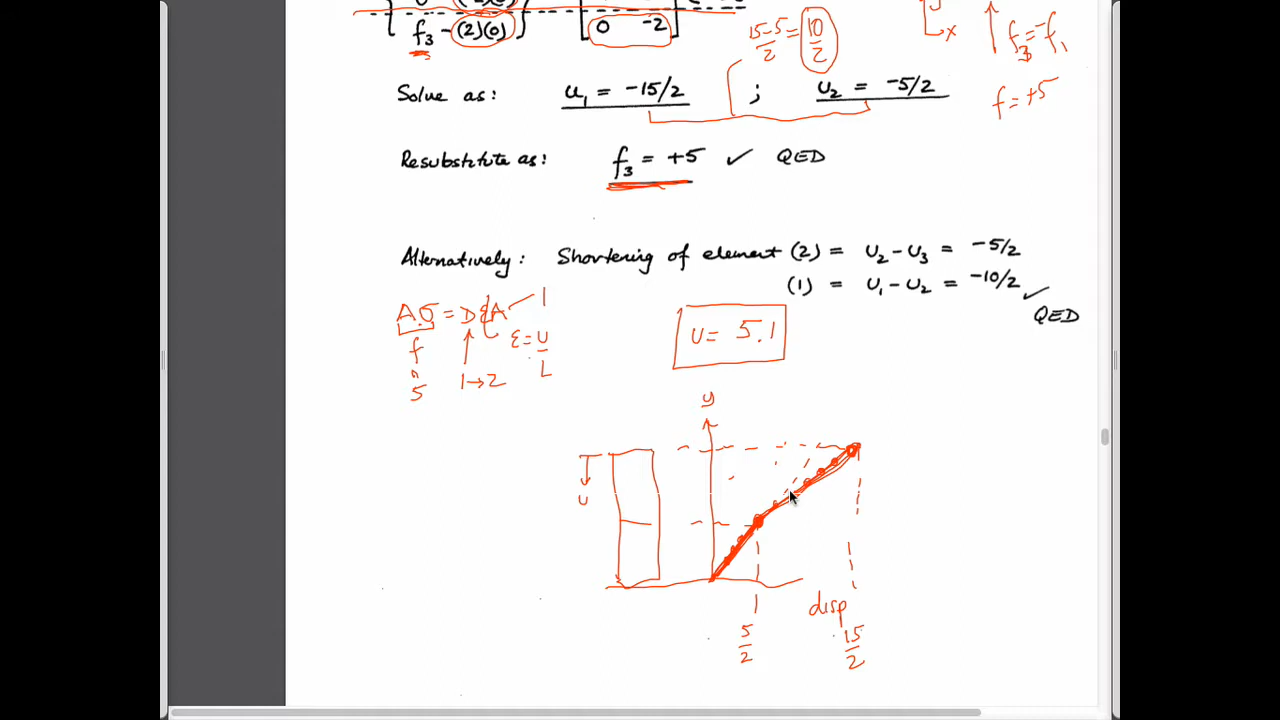 f3 - (2)(0)
0 -2
15-5/2 = 10/2
x
f3 = -f1
Solve as: u1 = -15/2 ; u2 = -5/2
f = +5
Resubstitute as: f3 = +5 ✓ QED
Alternatively: Shortening of element (2) = U2 - U3 = -5/2
(1) = U1 - U2 = -10/2 ✓
QED
A.σ = D
1
f
ε = U/L
5
1→2
U = 5.1
y
u
1
disp
5/2
15/2